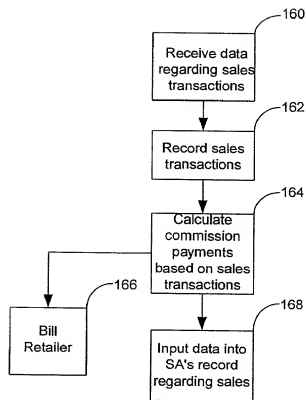 160
Receive data
regarding sales
transactions
162
Record sales
transactions
164
Calculate
commission
payments
based on sales
transactions
166
Bill
Retailer
168
Input data into
SA's record
regarding sales